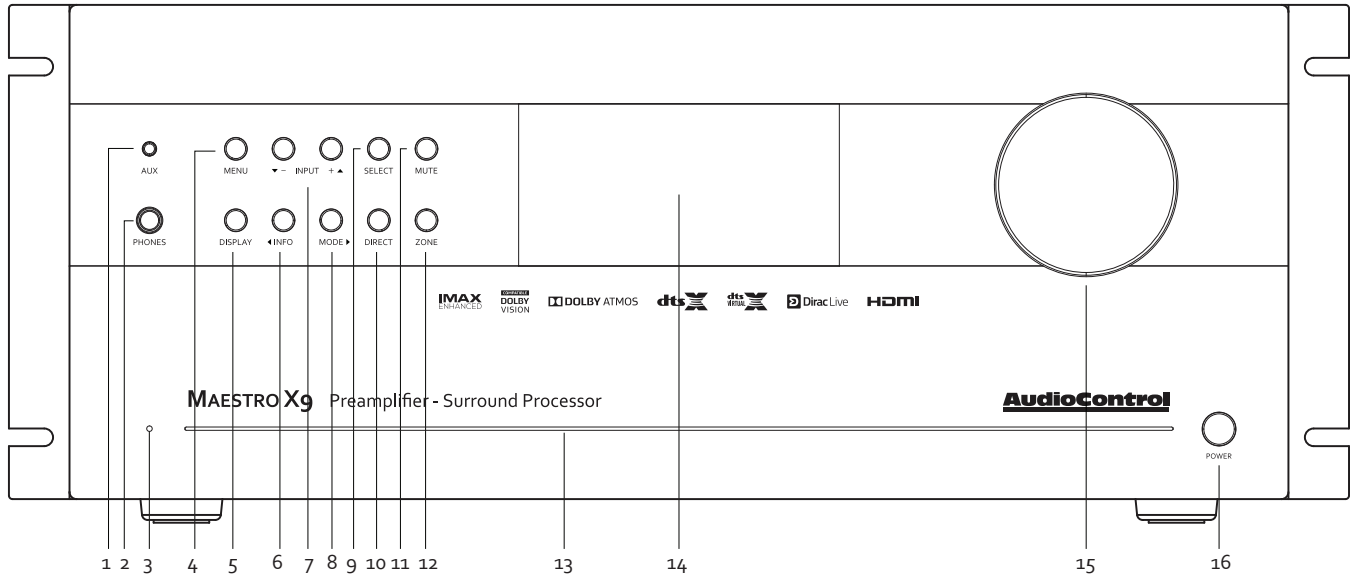 AUX MENU ▼ – INPUT + ▲ SELECT MUTE
PHONES DISPLAY ◀ INFO MODE ▶ DIRECT ZONE
IMAX ENHANCED
COMPATIBLE DOLBY VISION
DOLBY ATMOS
dts X
dts VIRTUAL X
Dirac Live
HDMI
MAESTRO X9 Preamplifier - Surround Processor
AudioControl
POWER
1 2 3 4 5 6 7 8 9 10 11 12 13 14 15 16